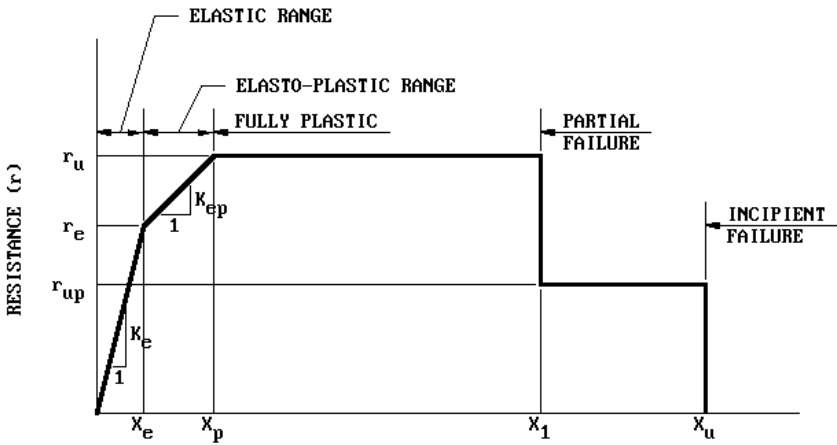 ELASTIC RANGE
ELASTO-PLASTIC RANGE
FULLY PLASTIC
PARTIAL
FAILURE
r_u
K_ep
1
r_e
INCIPIENT
FAILURE
r_up
K_e
1
RESISTANCE (r)
X_e
X_p
X_1
X_u